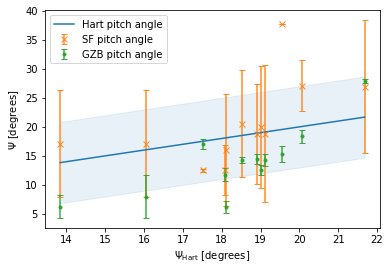 Hart pitch angle
SF pitch angle
GZB pitch angle
Ψ [degrees]
40
35
30
25
20
15
10
5
14 15 16 17 18 19 20 21 22
Ψ_Hart [degrees]